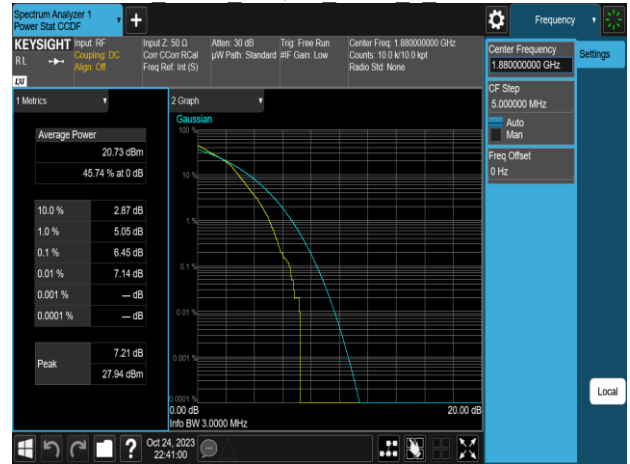 Spectrum Analyzer 1
Power Stat CCDF
Frequency
KEYSIGHT
RL
LXI
Input: RF
Coupling: DC
Align: Off
Input Z: 50 Ω
Corr CCorr RCal
Freq Ref: Int (S)
Atten: 30 dB
µW Path: Standard
Trig: Free Run
#IF Gain: Low
Center Freq: 1.880000000 GHz
Counts: 10.0 k/10.0 kpt
Radio Std: None
Center Frequency
1.880000000 GHz
Settings
CF Step
5.000000 MHz
Auto
Man
Freq Offset
0 Hz
1 Metrics
Average Power
20.73 dBm
45.74 % at 0 dB
10.0 % 2.87 dB
1.0 % 5.05 dB
0.1 % 6.45 dB
0.01 % 7.14 dB
0.001 % --- dB
0.0001 % --- dB
Peak
7.21 dB
27.94 dBm
2 Graph
Gaussian
100 %
10 %
1 %
0.1 %
0.01 %
0.001 %
0.0001 %
0.00 dB
20.00 dB
Info BW 3.0000 MHz
Local
?
Oct 24, 2023
22:41:00